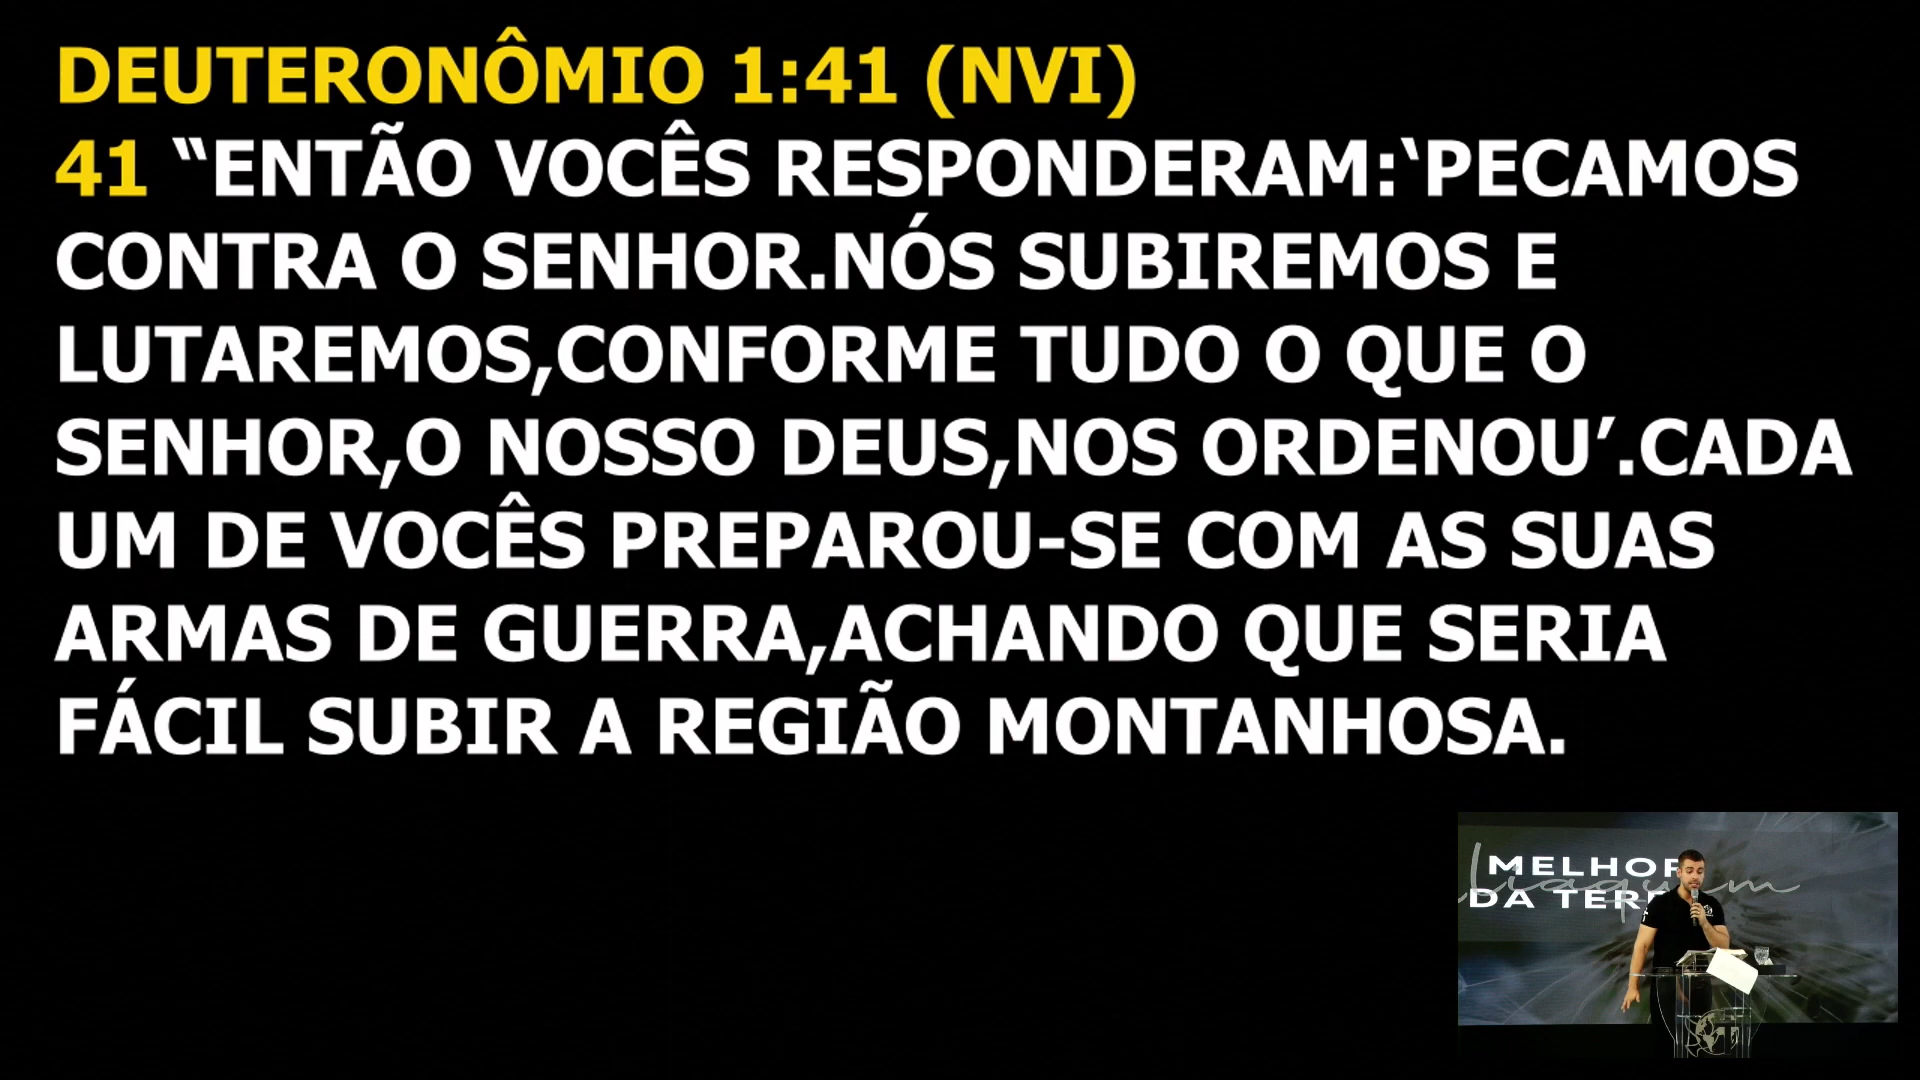 DEUTERONÔMIO 1:41 (NVI)
41 “ENTÃO VOCÊS RESPONDERAM:‘PECAMOS
CONTRA O SENHOR.NÓS SUBIREMOS E
LUTAREMOS,CONFORME TUDO O QUE O
SENHOR,O NOSSO DEUS,NOS ORDENOU’.CADA
UM DE VOCÊS PREPAROU-SE COM AS SUAS
ARMAS DE GUERRA,ACHANDO QUE SERIA
FÁCIL SUBIR A REGIÃO MONTANHOSA.
MELHOR
DA